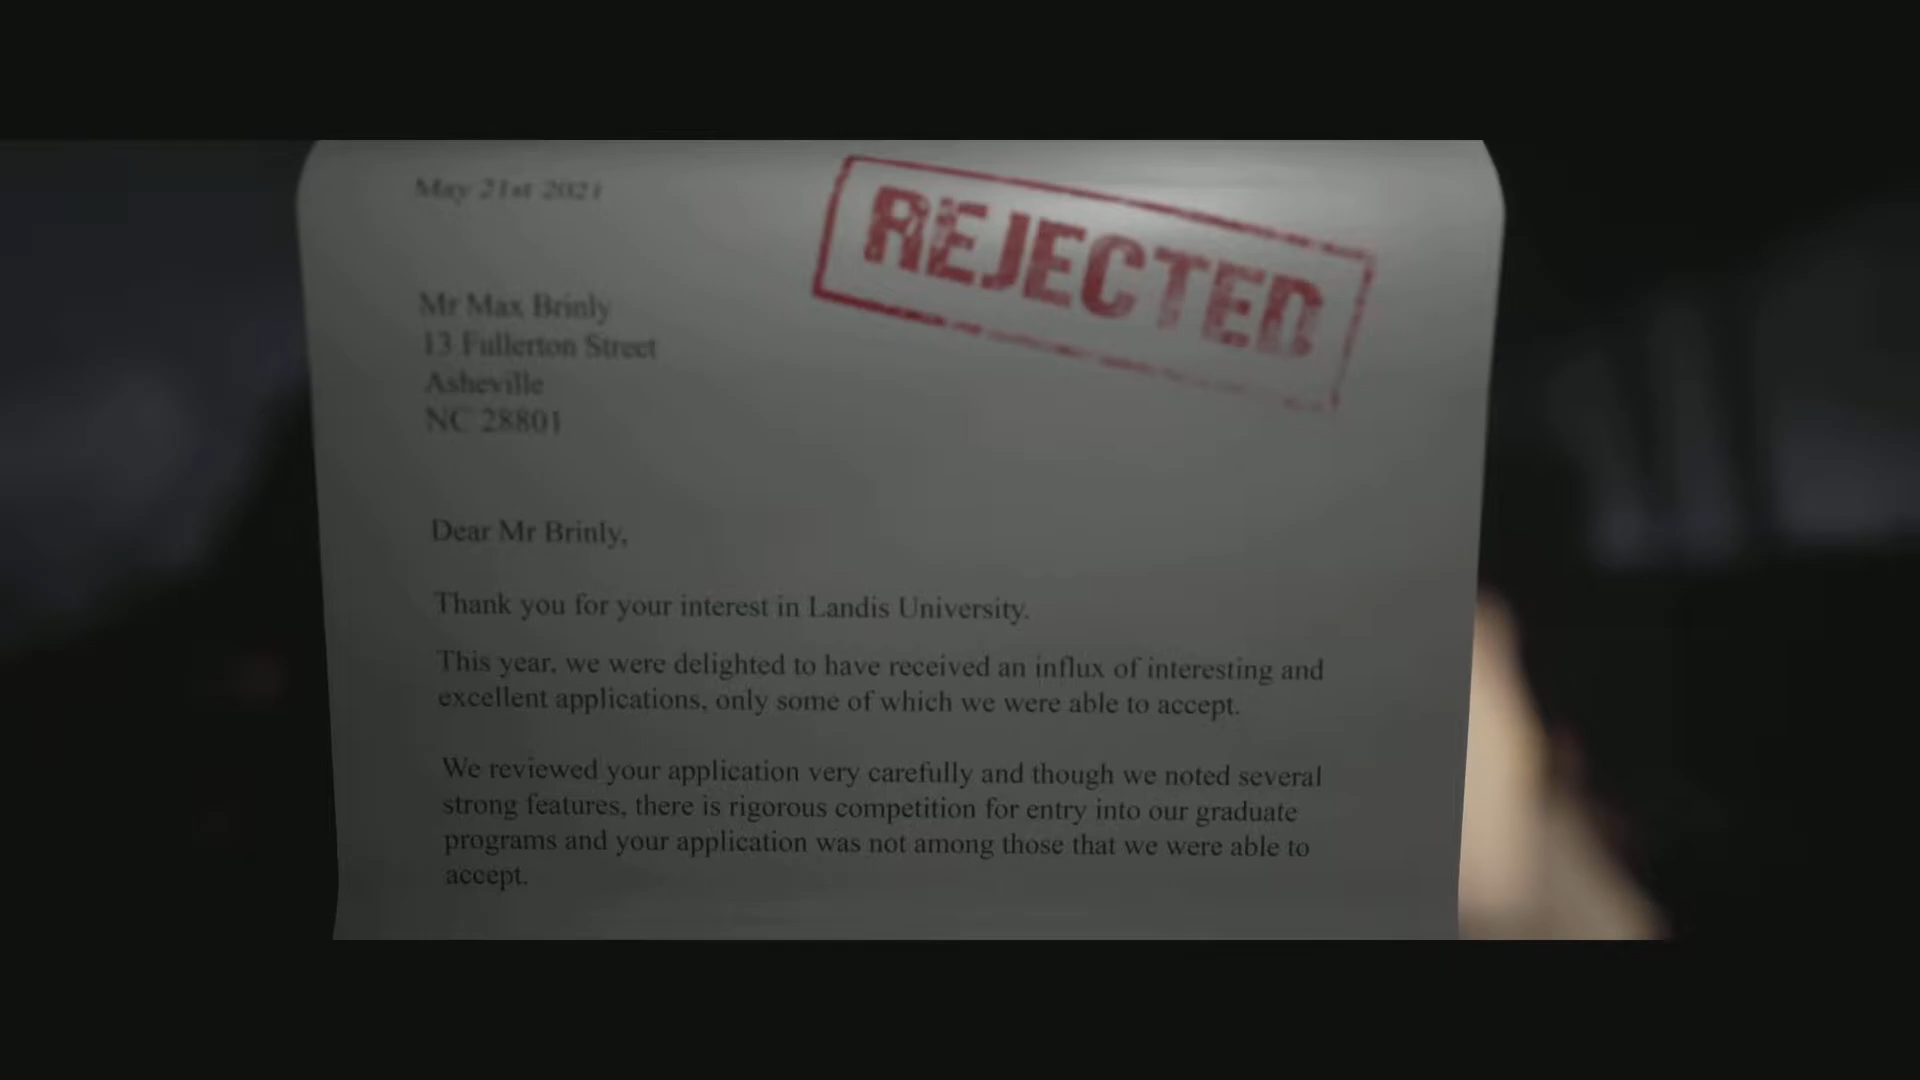 May 21st 2021
REJECTED
Mr Max Brinly
13 Fullerton Street
Asheville
NC 28801
Dear Mr Brinly,
Thank you for your interest in Landis University.
This year, we were delighted to have received an influx of interesting and
excellent applications, only some of which we were able to accept.
We reviewed your application very carefully and though we noted several
strong features, there is rigorous competition for entry into our graduate
programs and your application was not among those that we were able to
accept.